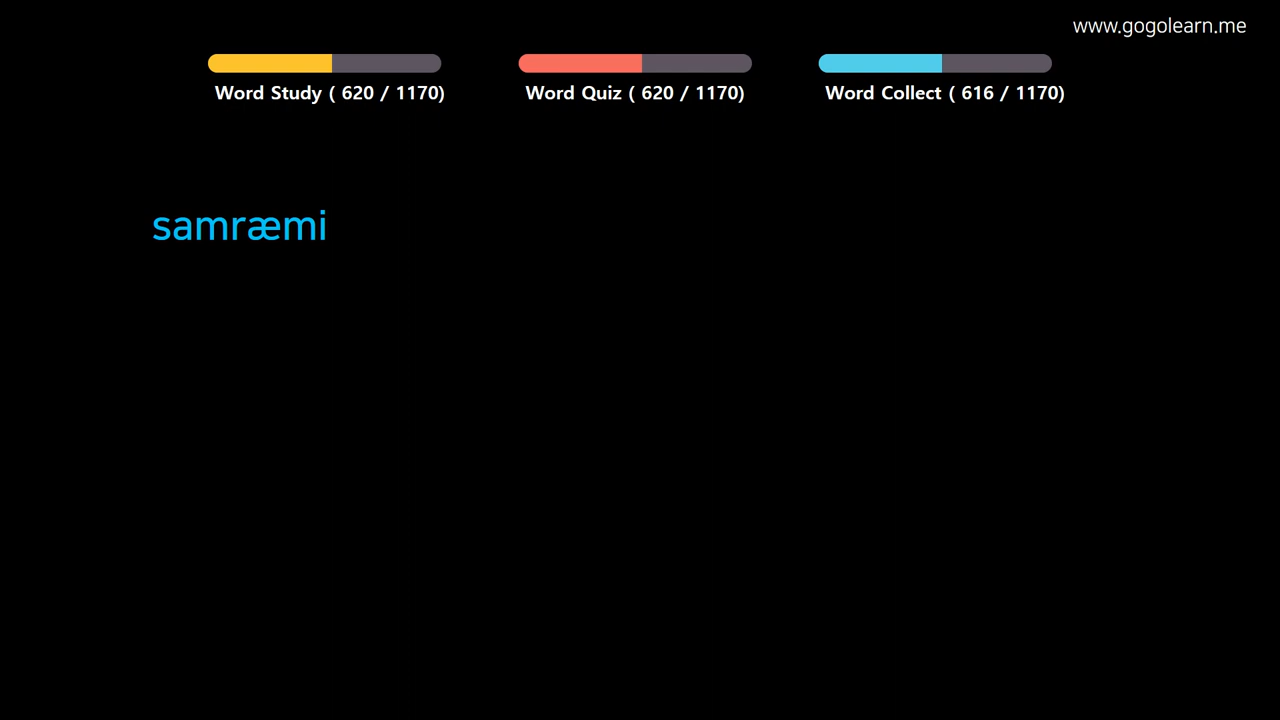 www.gogolearn.me
Word Study ( 620 / 1170)
Word Quiz ( 620 / 1170)
Word Collect ( 616 / 1170)
samræmi